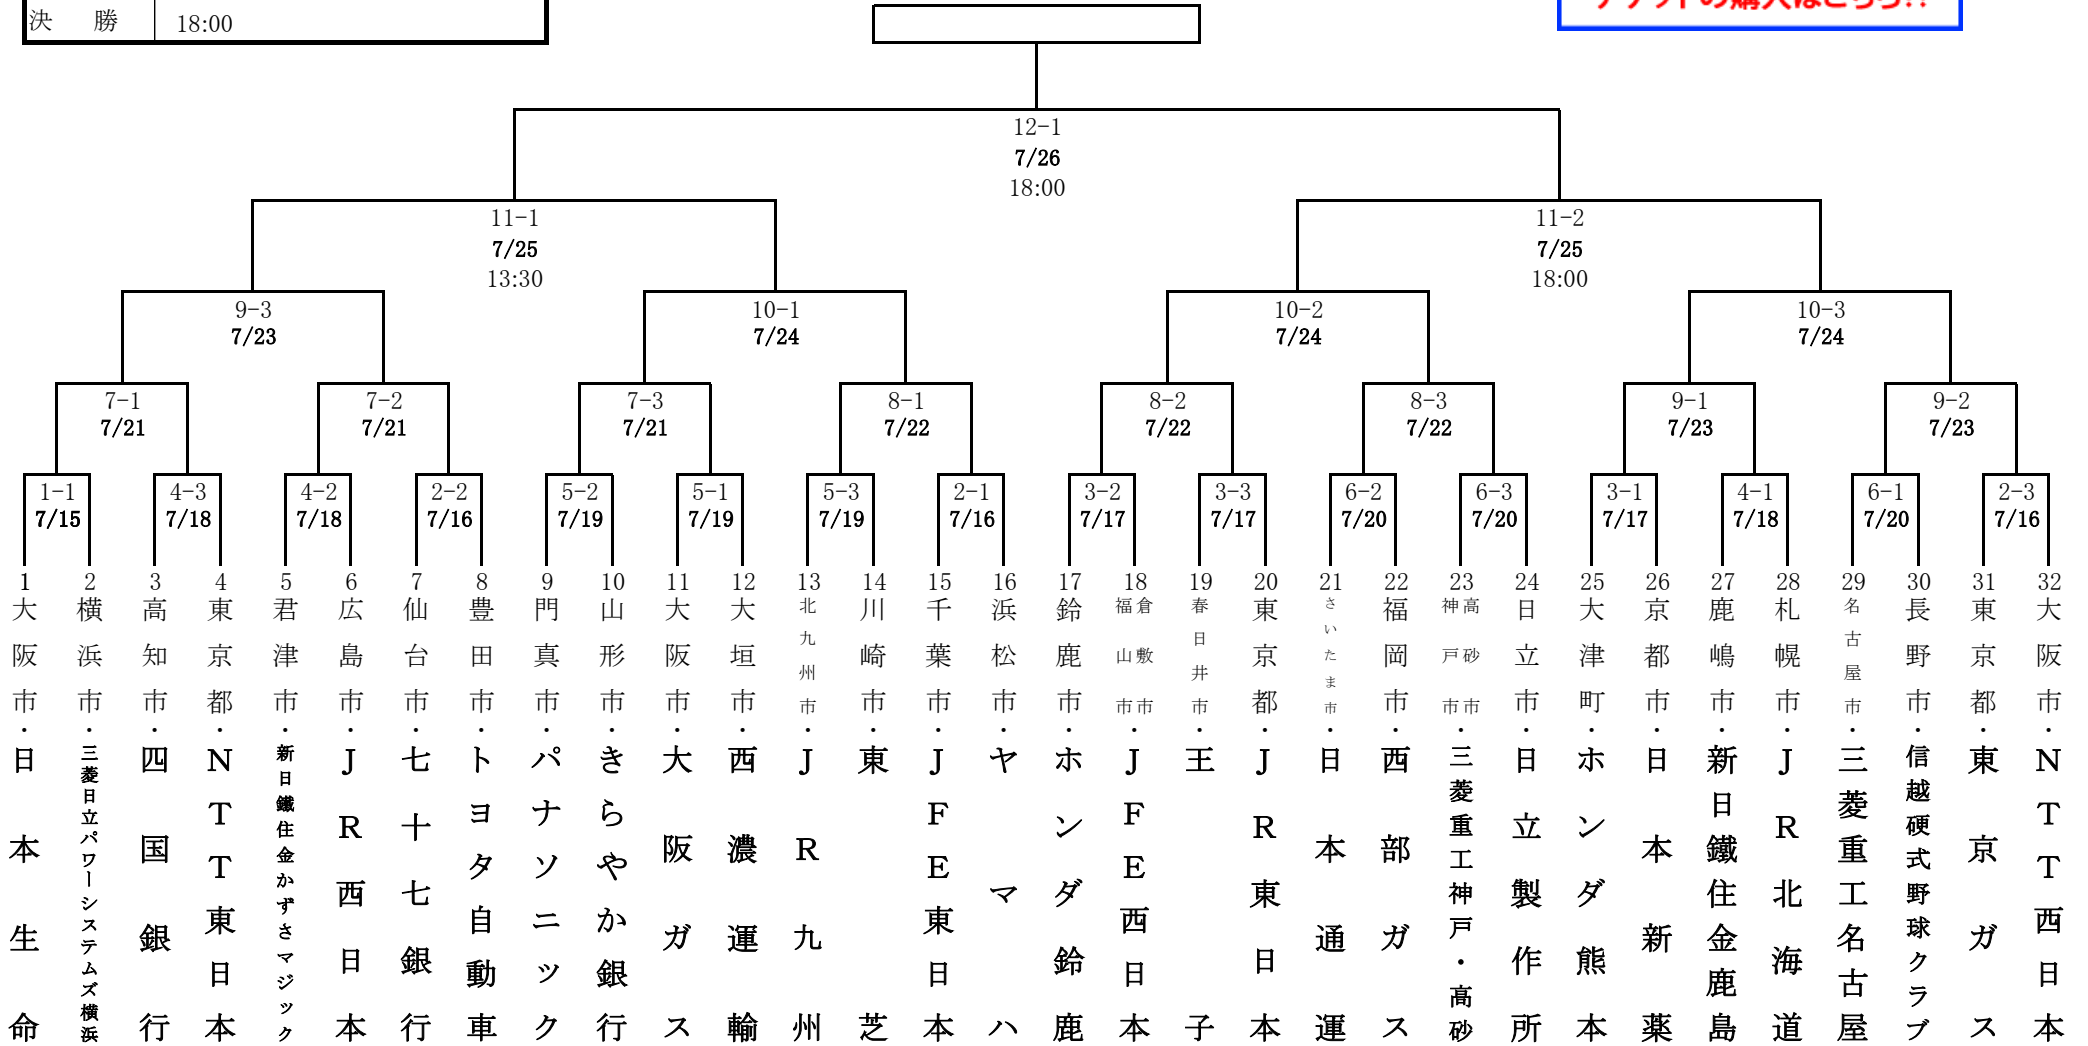 チケットの購入はこちら!!
決 勝 18:00
12-1
7/26
18:00
11-1
7/25
13:30
11-2
7/25
18:00
9-3
7/23
10-1
7/24
10-2
7/24
10-3
7/24
7-1
7/21
7-2
7/21
7-3
7/21
8-1
7/22
8-2
7/22
8-3
7/22
9-1
7/23
9-2
7/23
1-1
7/15
4-3
7/18
4-2
7/18
2-2
7/16
5-2
7/19
5-1
7/19
5-3
7/19
2-1
7/16
3-2
7/17
3-3
7/17
6-2
7/20
6-3
7/20
3-1
7/17
4-1
7/18
6-1
7/20
2-3
7/16
1 大阪市・日本生命
2 横浜市・三菱日立パワーシステムズ横浜
3 高知市・四国銀行
4 東京都・NTT東日本
5 君津市・新日鐵住金かずさマジック
6 広島市・JR西日本
7 仙台市・七十七銀行
8 豊田市・トヨタ自動車
9 門真市・パナソニック
10 山形市・きらやか銀行
11 大阪市・大阪ガス
12 大垣市・西濃運輸
13 北九州市・JR九州
14 川崎市・東芝
15 千葉市・JFE東日本
16 浜松市・ヤマハ
17 鈴鹿市・ホンダ鈴鹿
18 倉敷市
福山市・JFE西日本
19 春日井市・王子
20 東京都・JR東日本
21 さいたま市・日本通運
22 福岡市・西部ガス
23 高砂市
神戸市・三菱重工神戸・高砂
24 日立市・日立製作所
25 大津町・ホンダ熊本
26 京都市・日本新薬
27 鹿嶋市・新日鐵住金鹿島
28 札幌市・JR北海道
29 名古屋市・三菱重工名古屋
30 長野市・信越硬式野球クラブ
31 東京都・東京ガス
32 大阪市・NTT西日本